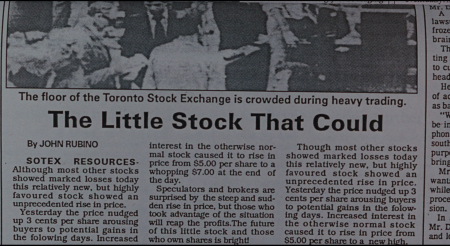 The floor of the Toronto Stock Exchange is crowded during heavy trading.
The Little Stock That Could
By JOHN RUBINO
SOTEX RESOURCES-
Although most other stocks
showed marked losses today
this relatively new, but highly
favoured stock showed an
unprecedented rise in price.
Yesterday the price nudged
up 3 cents per share arousing
buyers to potential gains in
the following days. Increased
interest in the otherwise nor-
mal stock caused it to rise in
price from $5.00 per share to a
whopping $7.00 at the end of
the day.
Speculators and brokers are
surprised by the steep and sud-
den rise in price, but those who
took advantage of the situation
will reap the profits.The future
of this little stock and those
who own shares is bright!
Though most other stocks
showed marked losses today
this relatively new, but highly
favoured stock showed an
unprecedented rise in price.
Yesterday the price nudged up 3
cents per share arousing buyers
to potential gains in the folow-
ing days. Increased interest in
the otherwise normal stock
caused it to rise in price from
$5.00 per share to a new high.